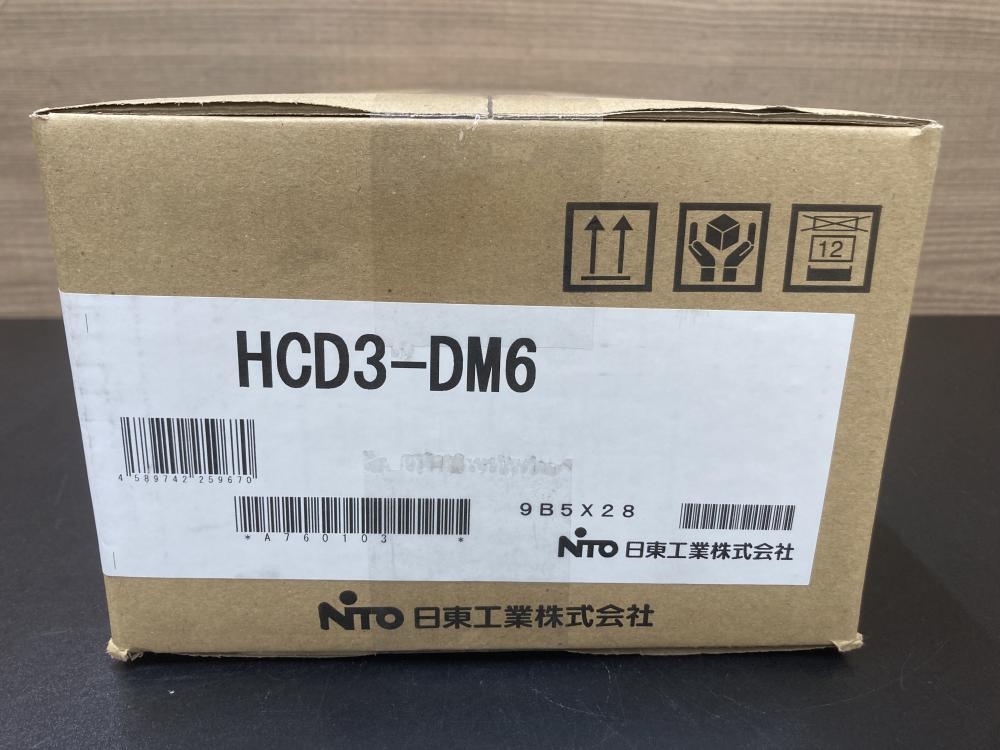 12
HCD3-DM6
4 589742 259670
*A760103*
9B5X28
NITO 日東工業株式会社
NITO 日東工業株式会社